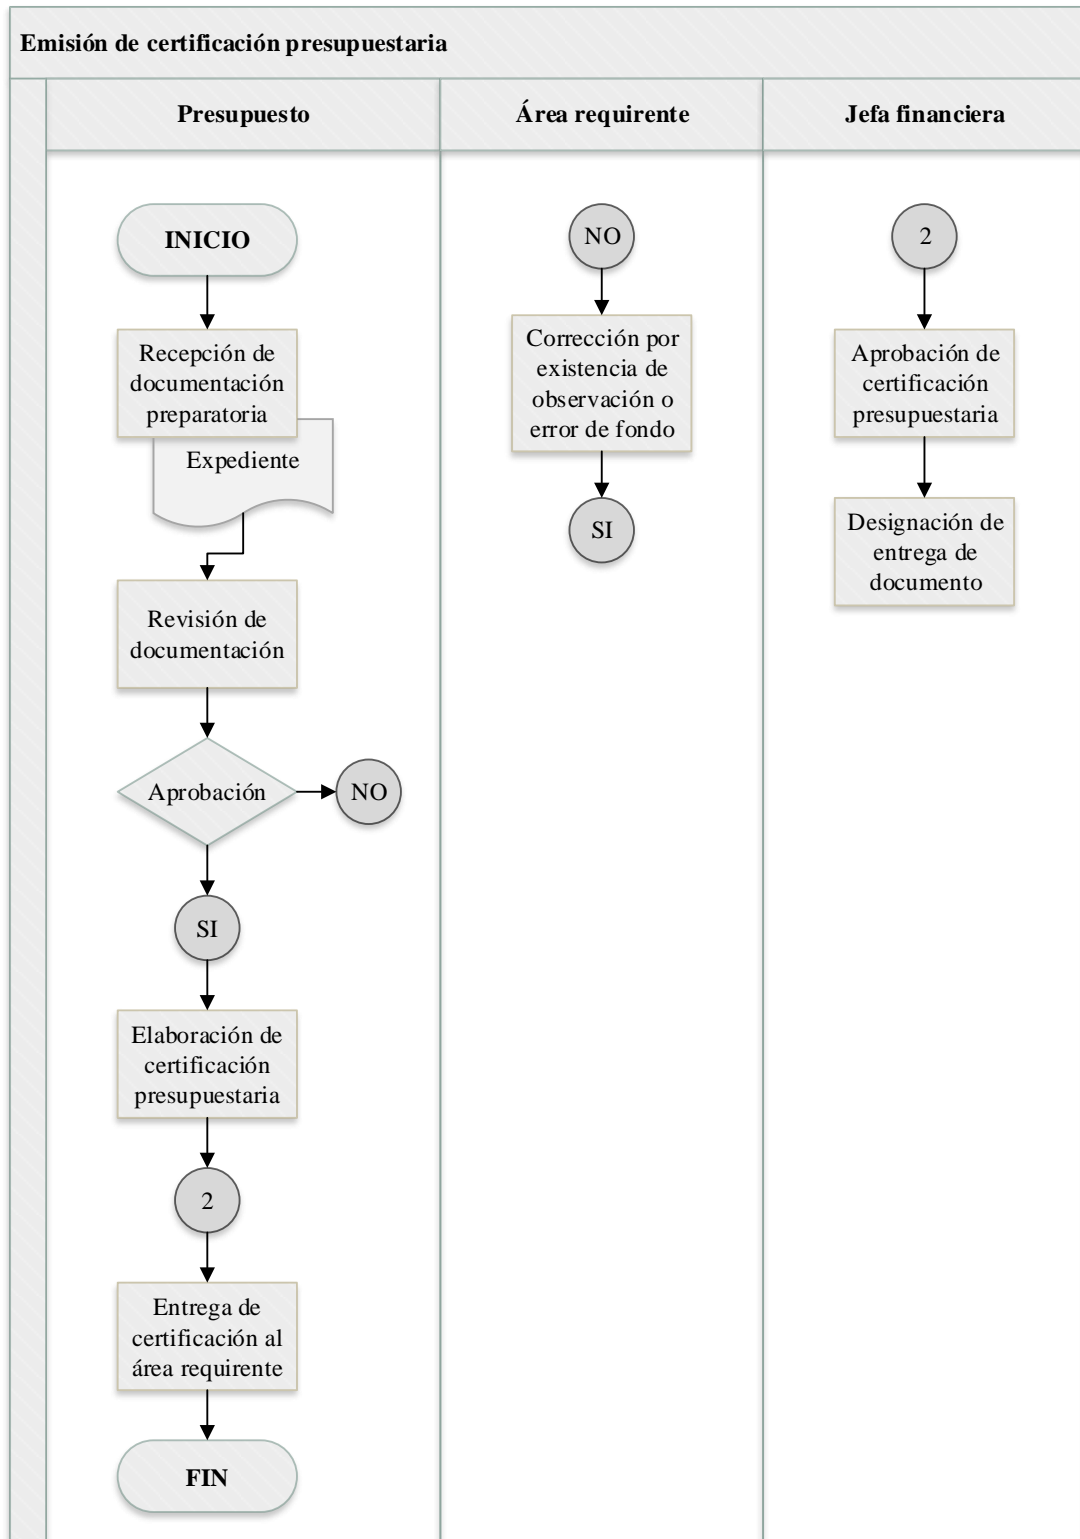 Emisión de certificación presupuestaria
Presupuesto
Área requirente
Jefa financiera
INICIO
Recepción de
documentación
preparatoria
Expediente
Revisión de
documentación
Aprobación
NO
SI
Elaboración de
certificación
presupuestaria
2
Entrega de
certificación al
área requirente
FIN
NO
Corrección por
existencia de
observación o
error de fondo
SI
2
Aprobación de
certificación
presupuestaria
Designación de
entrega de
documento